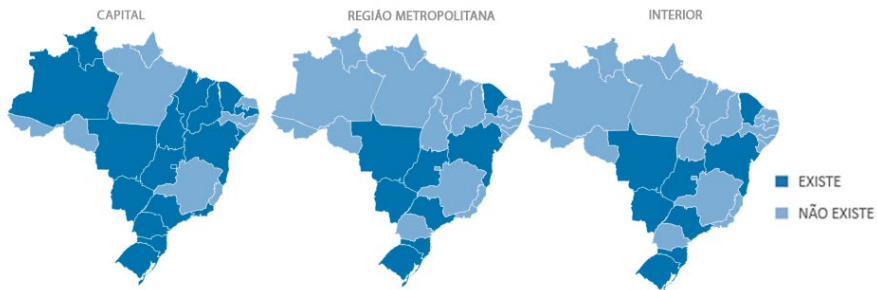 CAPITAL
REGIÃO METROPOLITANA
INTERIOR
EXISTE
NÃO EXISTE